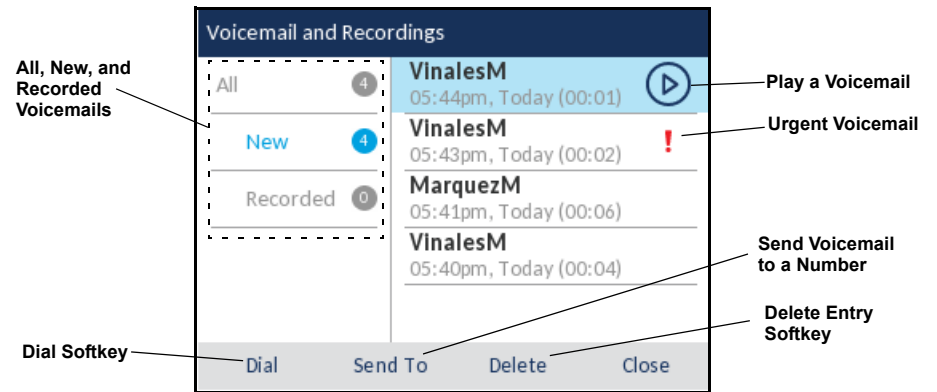 Voicemail and Recordings
All, New, and
Recorded
Voicemails
All 4
New 4
Recorded 0
VinalesM
05:44pm, Today (00:01)
VinalesM
05:43pm, Today (00:02)
!
MarquezM
05:41pm, Today (00:06)
VinalesM
05:40pm, Today (00:04)
Play a Voicemail
Urgent Voicemail
Send Voicemail
to a Number
Delete Entry
Softkey
Dial Softkey
Dial Send To Delete Close